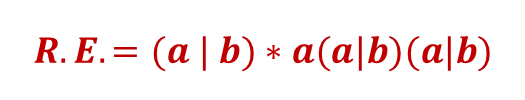 R. E. = (a | b) * a(a|b)(a|b)